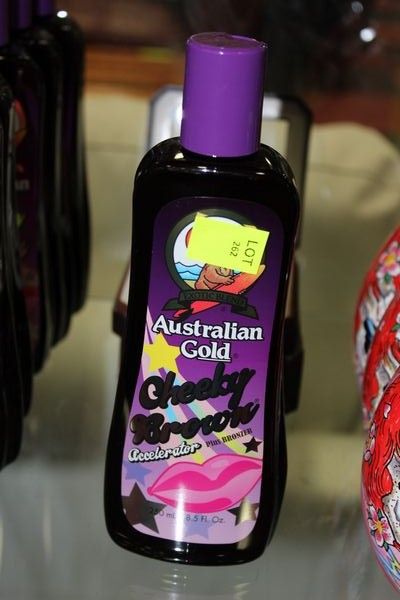 LOT
262
EXOTIC BLEND
Australian
Gold®
Cheeky
Brown®
Accelerator Plus BRONZER
250 mL 8.5 Fl. Oz.